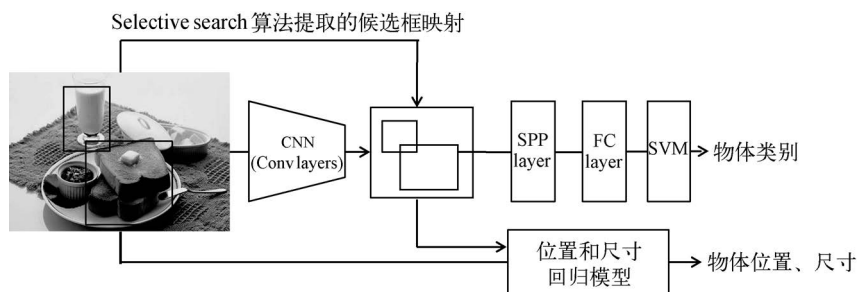 Selective search 算法提取的候选框映射
CNN
(Conv layers)
SPP
layer
FC
layer
SVM
物体类别
位置和尺寸
回归模型
物体位置、尺寸